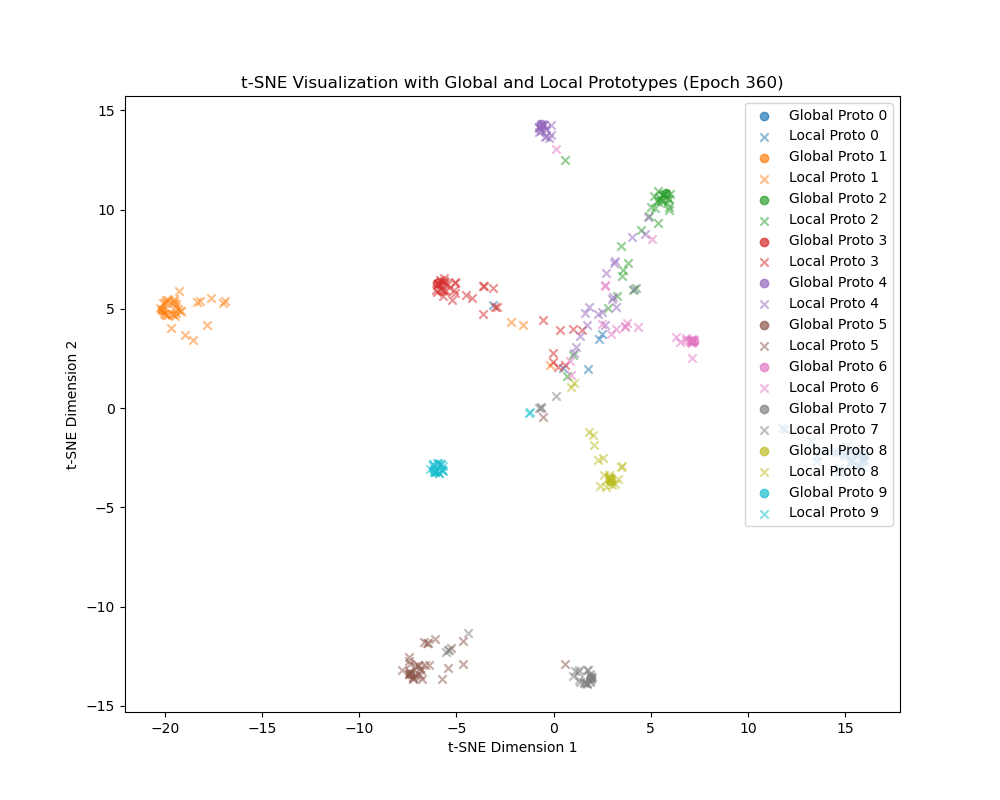 t-SNE Visualization with Global and Local Prototypes (Epoch 360)
15
10
5
0
−5
−10
−15
t-SNE Dimension 2
−20
−15
−10
−5
0
5
10
15
t-SNE Dimension 1
Global Proto 0
Local Proto 0
Global Proto 1
Local Proto 1
Global Proto 2
Local Proto 2
Global Proto 3
Local Proto 3
Global Proto 4
Local Proto 4
Global Proto 5
Local Proto 5
Global Proto 6
Local Proto 6
Global Proto 7
Local Proto 7
Global Proto 8
Local Proto 8
Global Proto 9
Local Proto 9